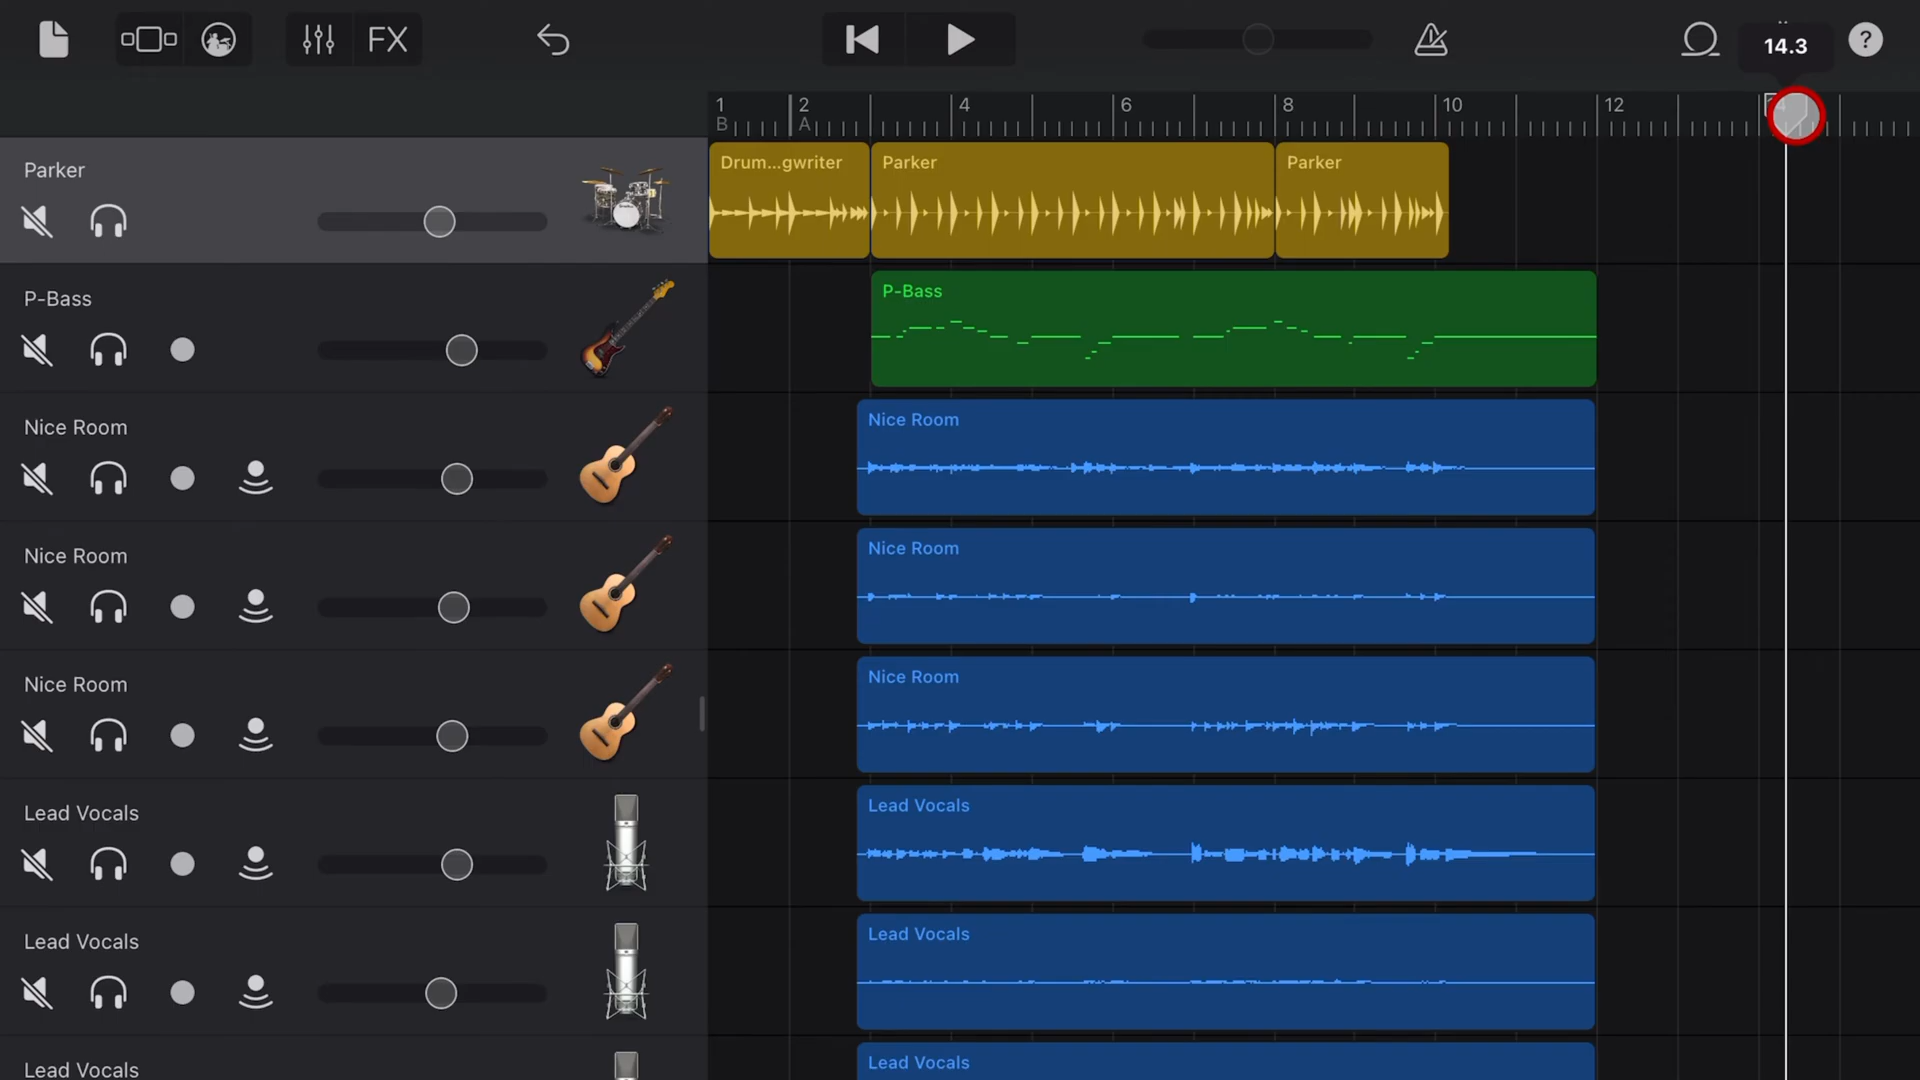 FX
14.3
?
1 2 4 6 8 10 12
B A
Parker
Drum...gwriter Parker Parker
P-Bass
P-Bass
Nice Room
Nice Room
Nice Room
Nice Room
Nice Room
Nice Room
Lead Vocals
Lead Vocals
Lead Vocals
Lead Vocals
Lead Vocals
Lead Vocals